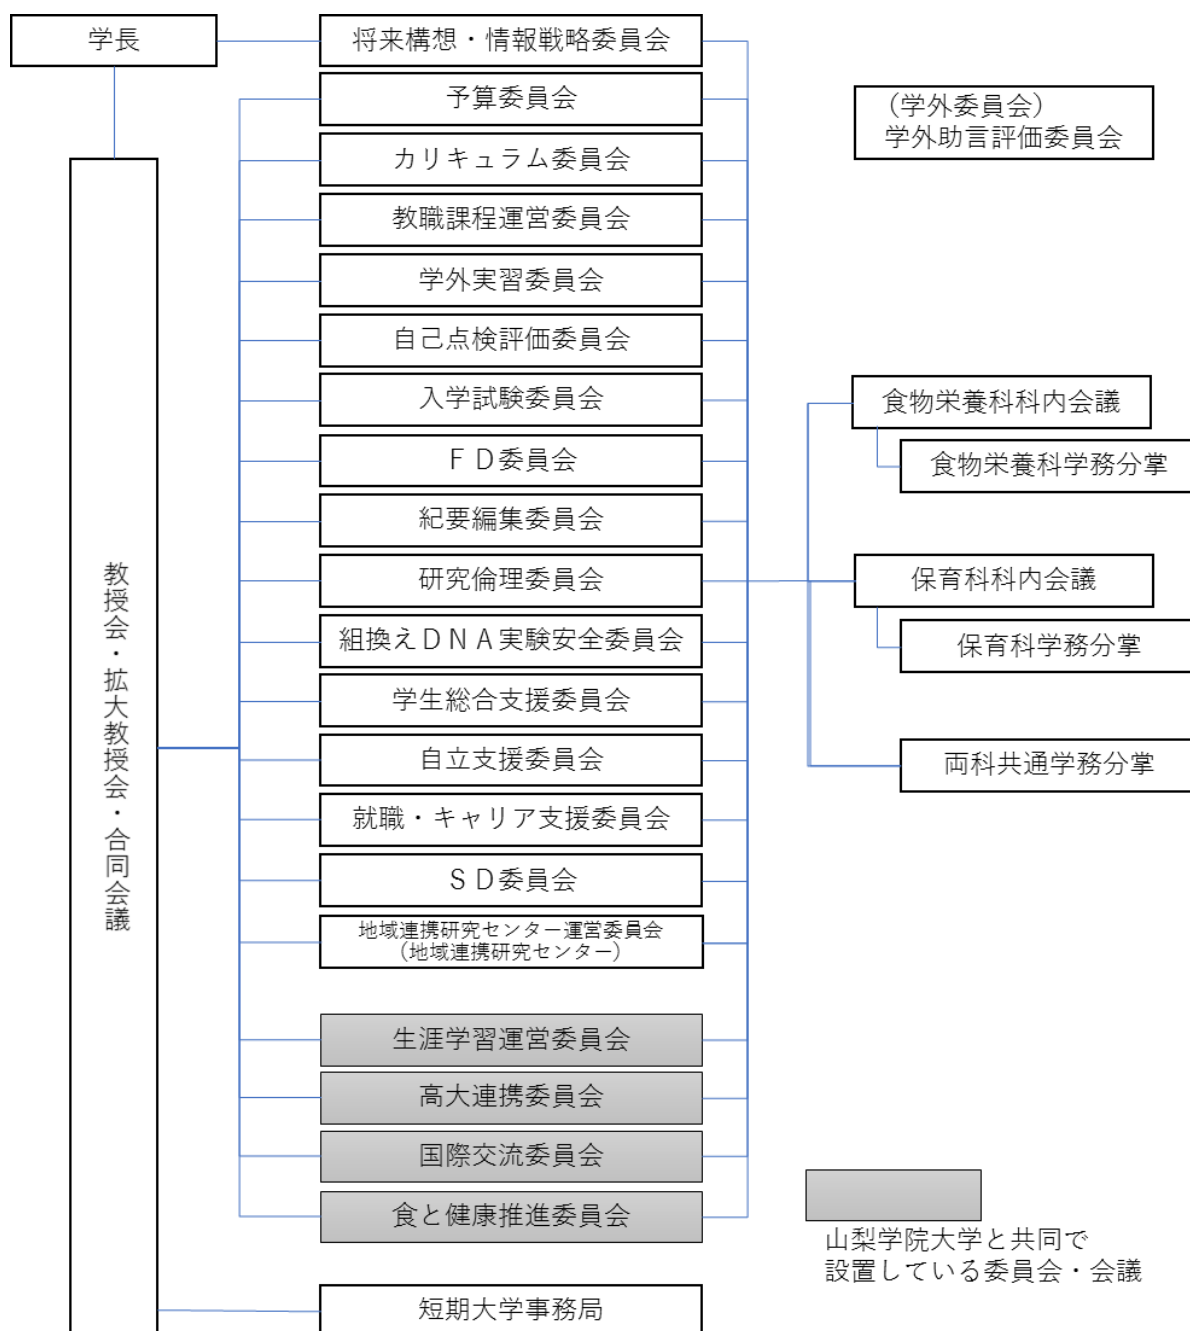 学長
将来構想・情報戦略委員会
予算委員会
（学外委員会）
学外助言評価委員会
カリキュラム委員会
教職課程運営委員会
学外実習委員会
自己点検評価委員会
入学試験委員会
ＦＤ委員会
紀要編集委員会
研究倫理委員会
組換えＤＮＡ実験安全委員会
学生総合支援委員会
自立支援委員会
就職・キャリア支援委員会
ＳＤ委員会
地域連携研究センター運営委員会
（地域連携研究センター）
生涯学習運営委員会
高大連携委員会
国際交流委員会
食と健康推進委員会
短期大学事務局
教授会・拡大教授会・合同会議
食物栄養科科内会議
食物栄養科学務分掌
保育科科内会議
保育科学務分掌
両科共通学務分掌
山梨学院大学と共同で
設置している委員会・会議